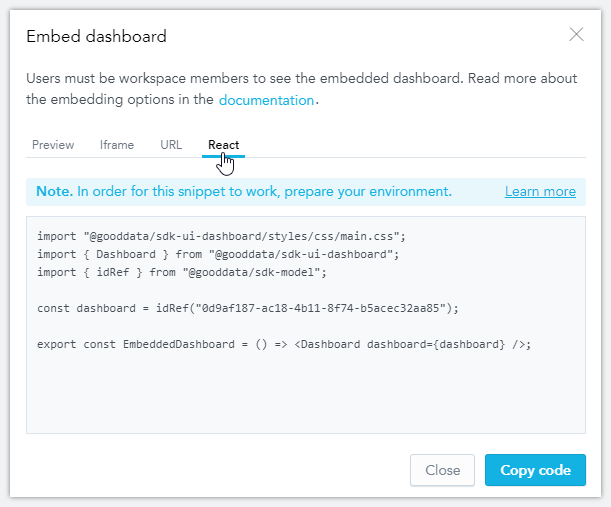 Embed dashboard
Users must be workspace members to see the embedded dashboard. Read more about
the embedding options in the documentation.
Preview Iframe URL React
Note. In order for this snippet to work, prepare your environment. Learn more
import "@gooddata/sdk-ui-dashboard/styles/css/main.css";
import { Dashboard } from "@gooddata/sdk-ui-dashboard";
import { idRef } from "@gooddata/sdk-model";
const dashboard = idRef("0d9af187-ac18-4b11-8f74-b5acec32aa85");
export const EmbeddedDashboard = () => <Dashboard dashboard={dashboard} />;
Close Copy code